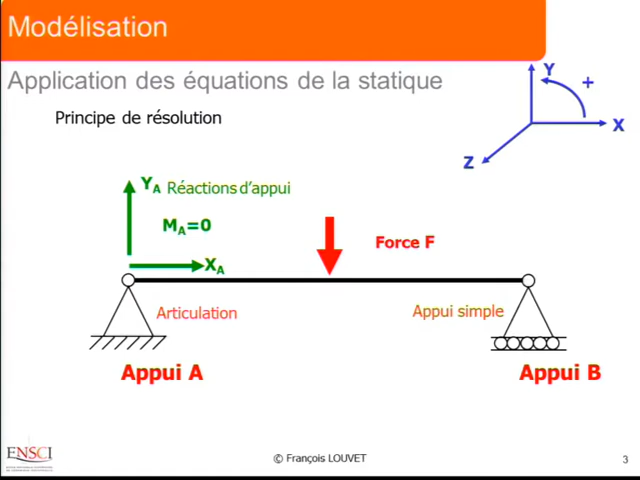 Modélisation
Application des équations de la statique
Principe de résolution
Y
+
X
Z
YA Réactions d'appui
MA=0
XA
Force F
Articulation
Appui simple
Appui A
Appui B
ENSCI
© François LOUVET
3